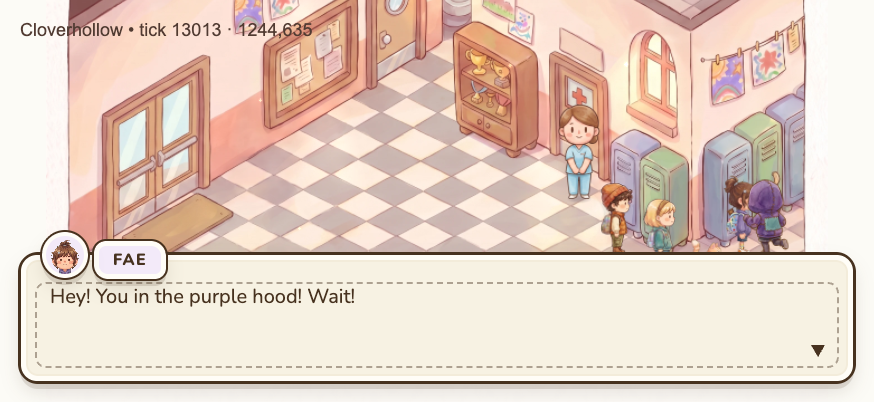 Cloverhollow • tick 13013 · 1244,635
FAE
Hey! You in the purple hood! Wait!